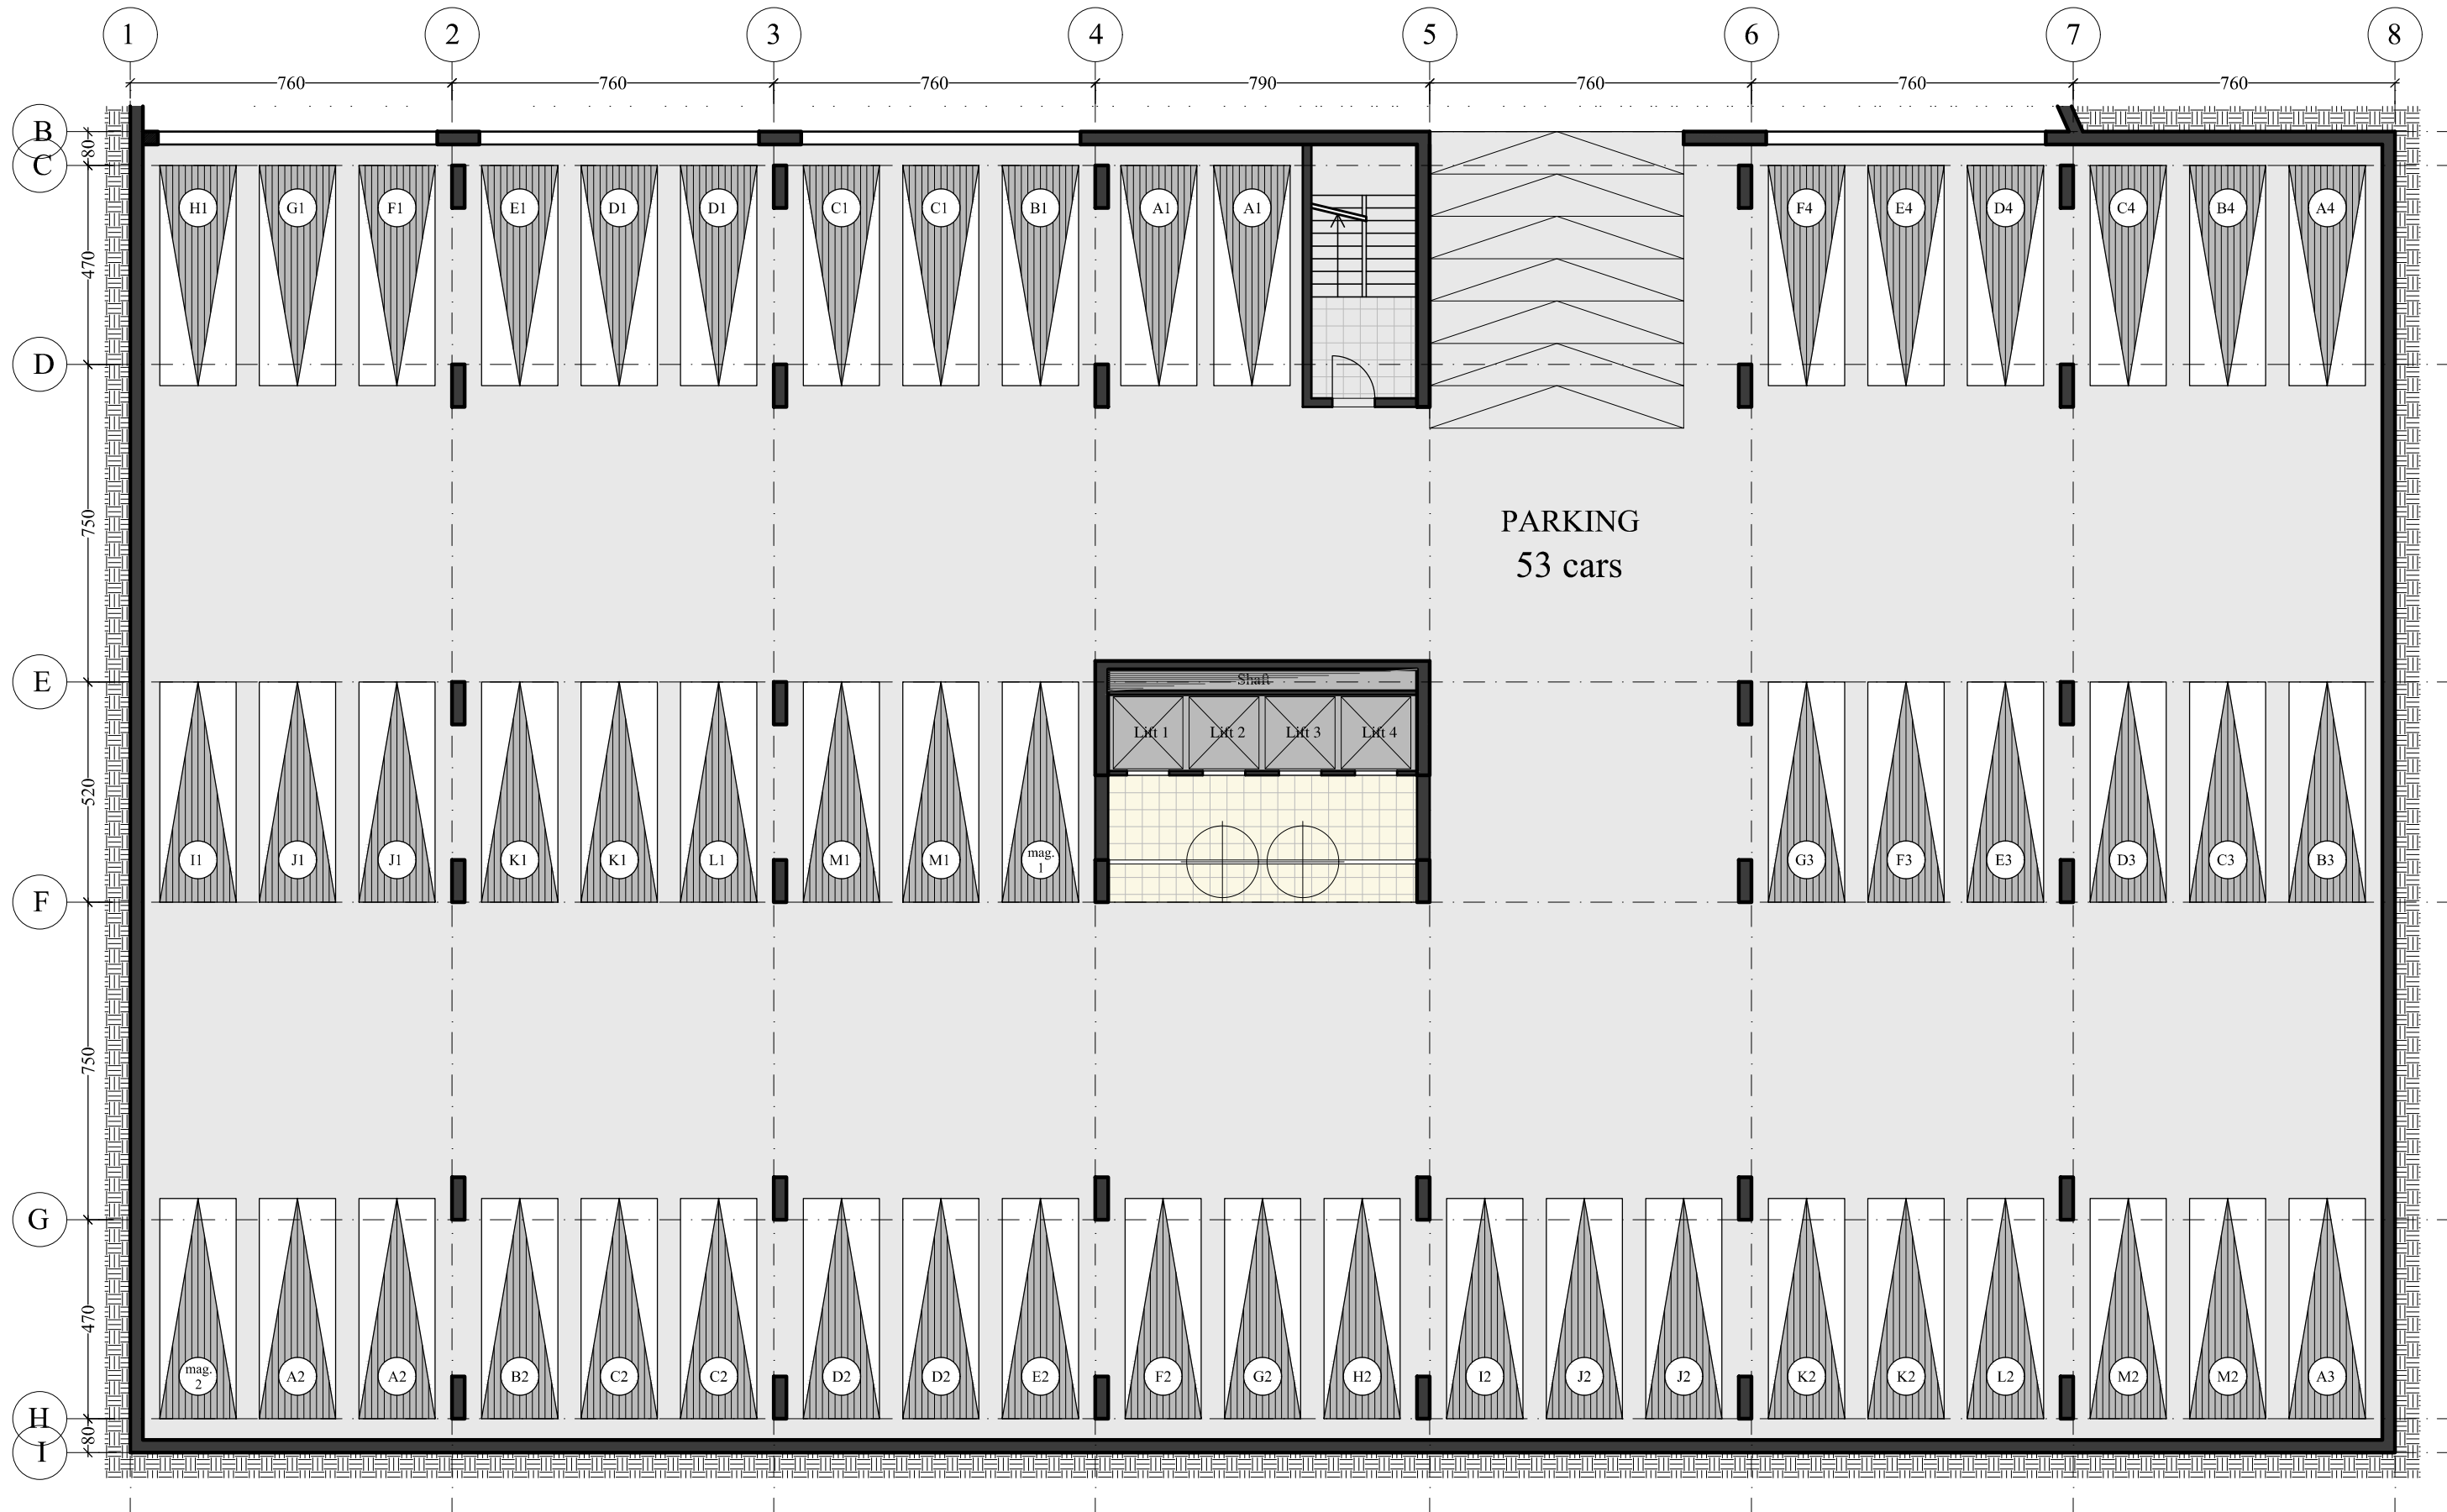 1 2 3 4 5 6 7 8
760 760 760 790 760 760 760
B
80
C
H1 G1 F1 E1 D1 D1 C1 C1 B1 A1 A1 F4 E4 D4 C4 B4 A4
470
D
750
PARKING
53 cars
E
Shaft
Lift 1 Lift 2 Lift 3 Lift 4
520
I1 J1 J1 K1 K1 L1 M1 M1 mag. G3 F3 E3 D3 C3 B3
1
F
750
G
470
mag. A2 A2 B2 C2 C2 D2 D2 E2 F2 G2 H2 I2 J2 J2 K2 K2 L2 M2 M2 A3
2
H
80
I